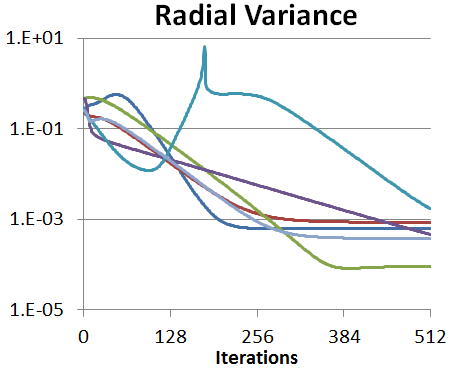 Radial Variance
1.E+01
1.E-01
1.E-03
1.E-05
0 128 256 384 512
Iterations